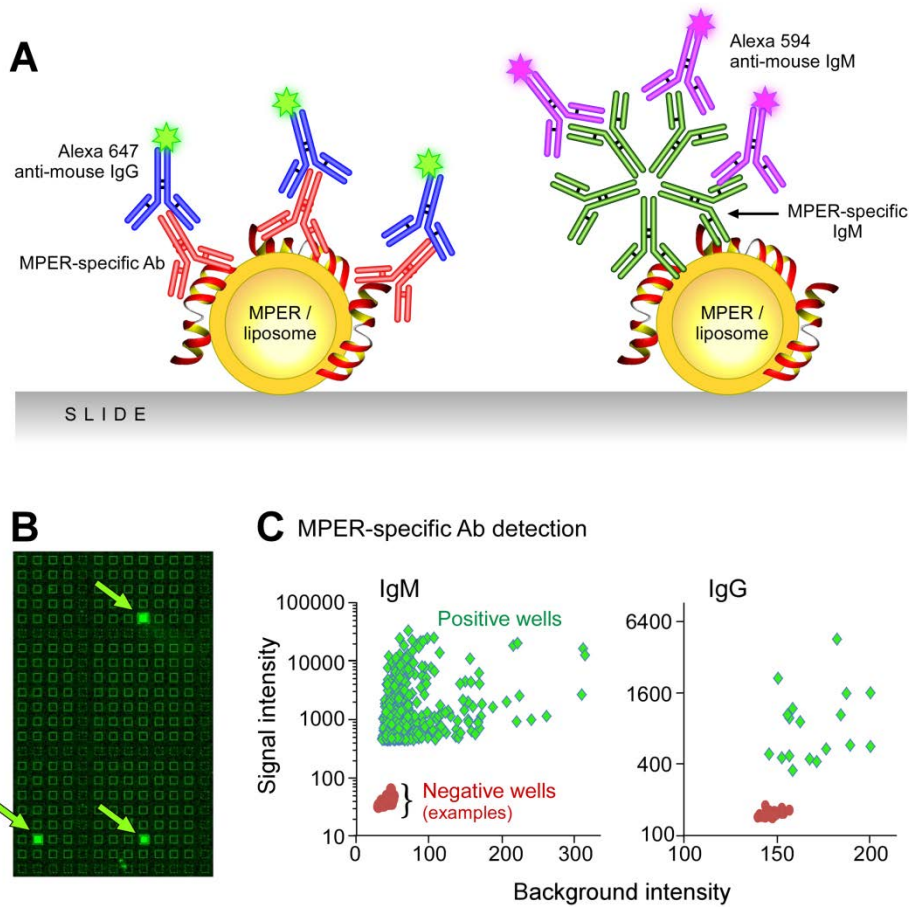 A
Alexa 647
anti-mouse IgG
MPER-specific Ab
MPER /
liposome
Alexa 594
anti-mouse IgM
MPER-specific
IgM
MPER /
liposome
SLIDE
B
C MPER-specific Ab detection
IgM
Signal intensity
100000
10000
1000
100
10
0
100
200
300
Positive wells
Negative wells
(examples)
IgG
6400
1600
400
100
100
150
200
Background intensity